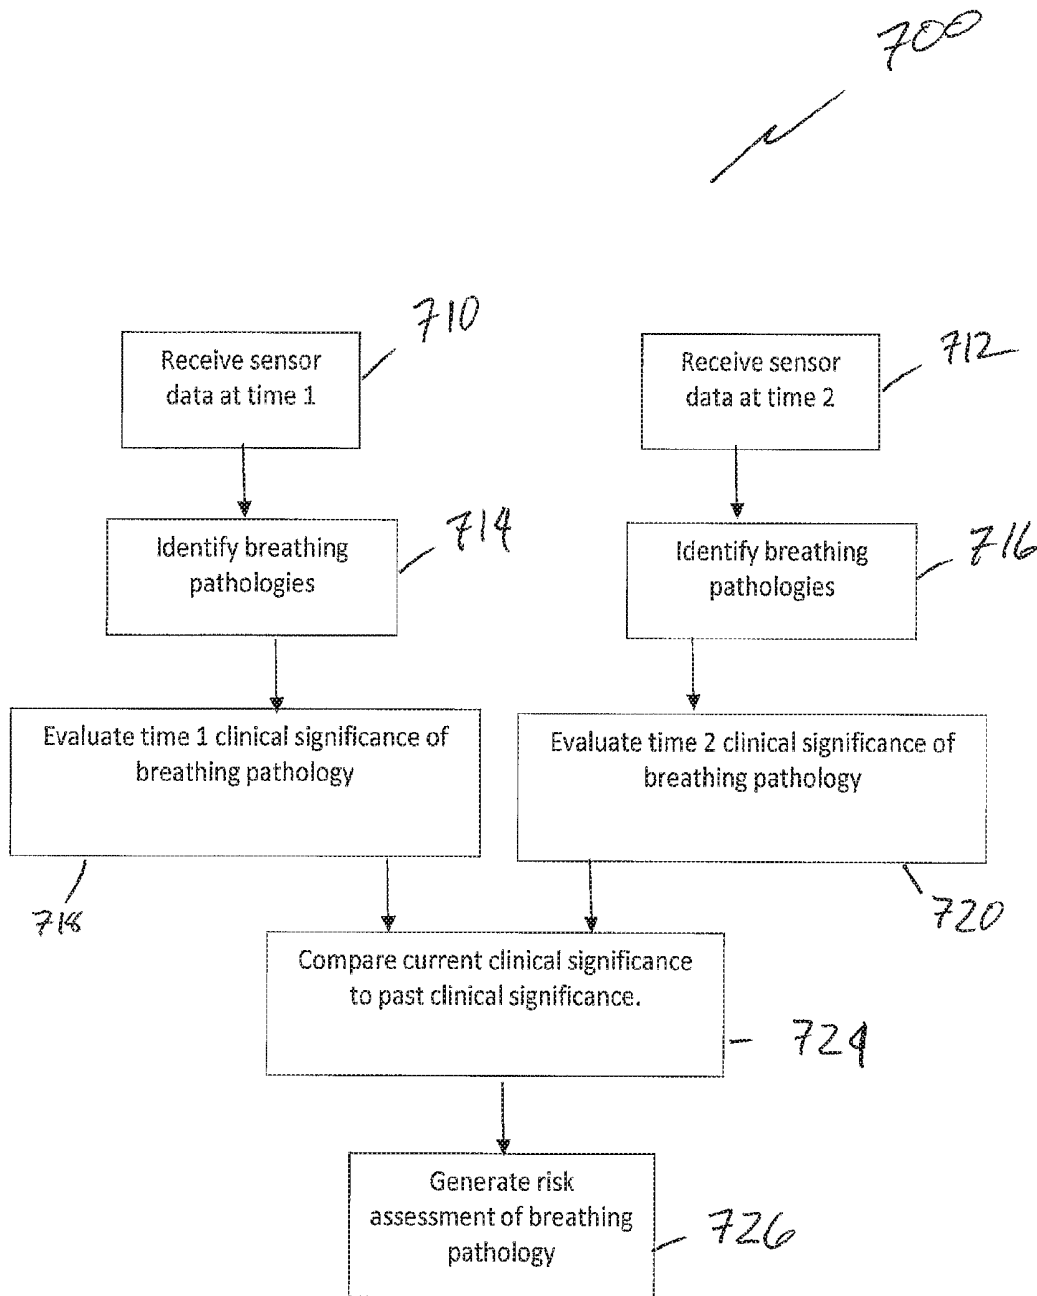 700
710
Receive sensor
data at time 1
712
Receive sensor
data at time 2
714
Identify breathing
pathologies
716
Identify breathing
pathologies
Evaluate time 1 clinical significance of
breathing pathology
Evaluate time 2 clinical significance of
breathing pathology
718
720
Compare current clinical significance
to past clinical significance.
724
Generate risk
assessment of breathing
pathology
726